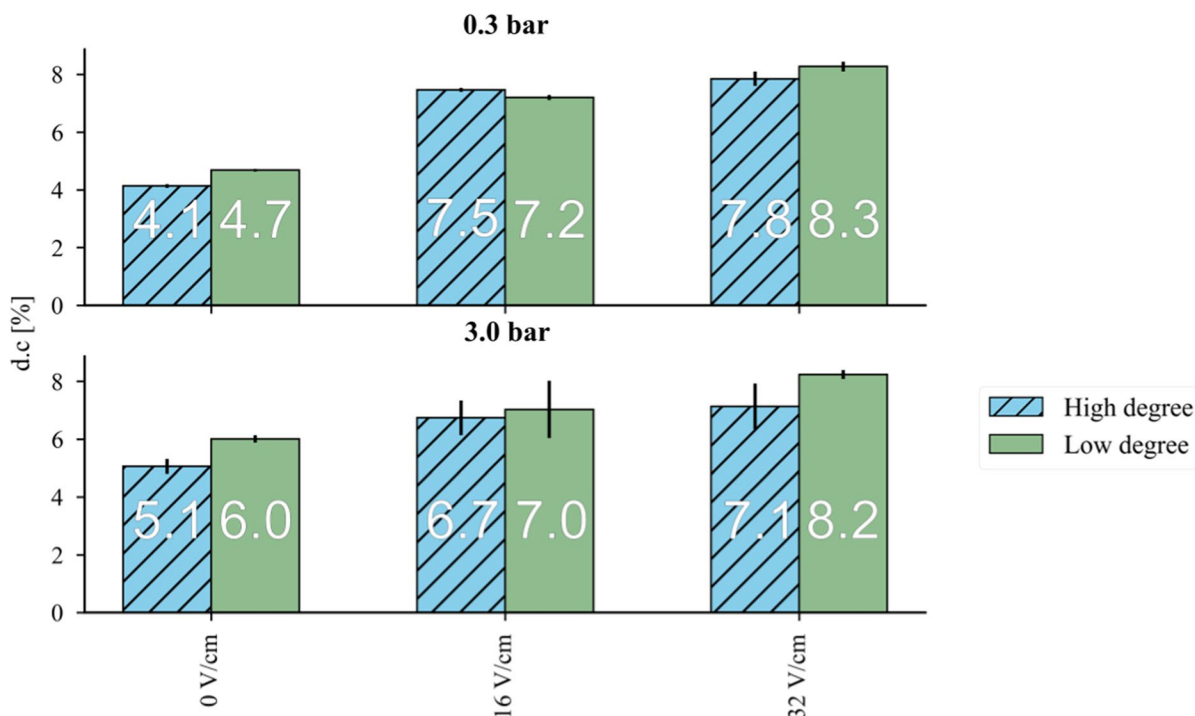 0.3 bar
8
6
4
2
0
4.1 4.7 7.5 7.2 7.8 8.3
d.c [%]
3.0 bar
8
6
4
2
0
5.1 6.0 6.7 7.0 7.1 8.2
0 V/cm
16 V/cm
32 V/cm
High degree
Low degree